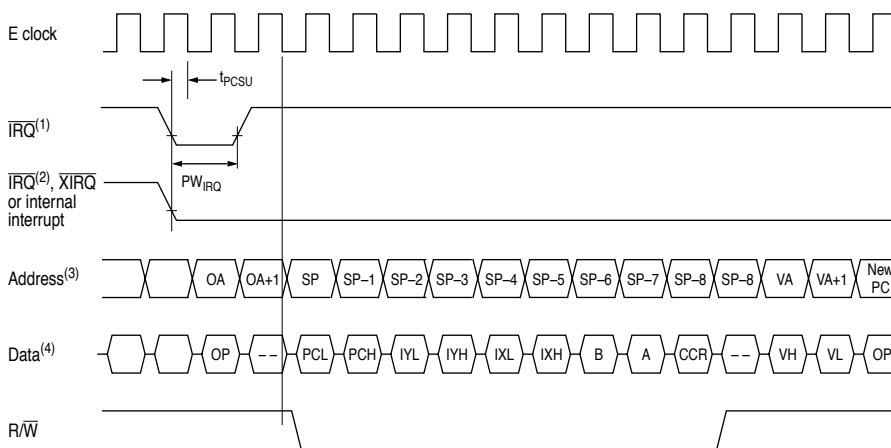 E clock
tPCSU
IRQ(1)
PWIRQ
IRQ(2), XIRQ
or internal
interrupt
Address(3) OA OA+1 SP SP–1 SP–2 SP–3 SP–4 SP–5 SP–6 SP–7 SP–8 SP–8 VA VA+1 New PC
Data(4) OP – – PCL PCH IYL IYH IXL IXH B A CCR – – VH VL OP
R/W